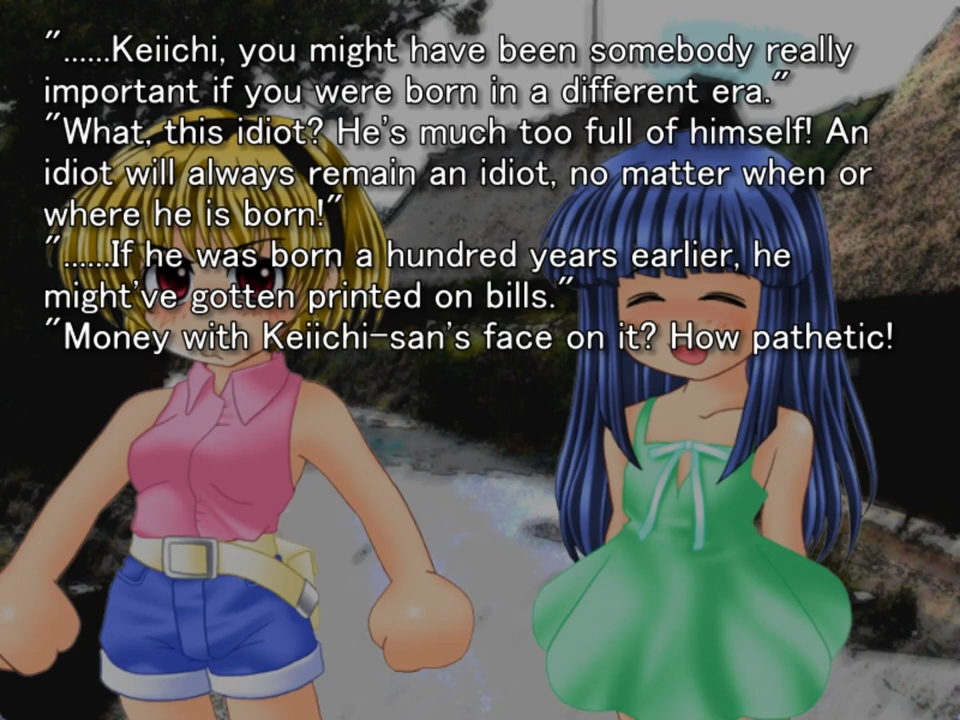 "......Keiichi, you might have been somebody really
important if you were born in a different era."
"What, this idiot? He's much too full of himself! An
idiot will always remain an idiot, no matter when or
where he is born!"
"......If he was born a hundred years earlier, he
might've gotten printed on bills."
"Money with Keiichi-san's face on it? How pathetic!